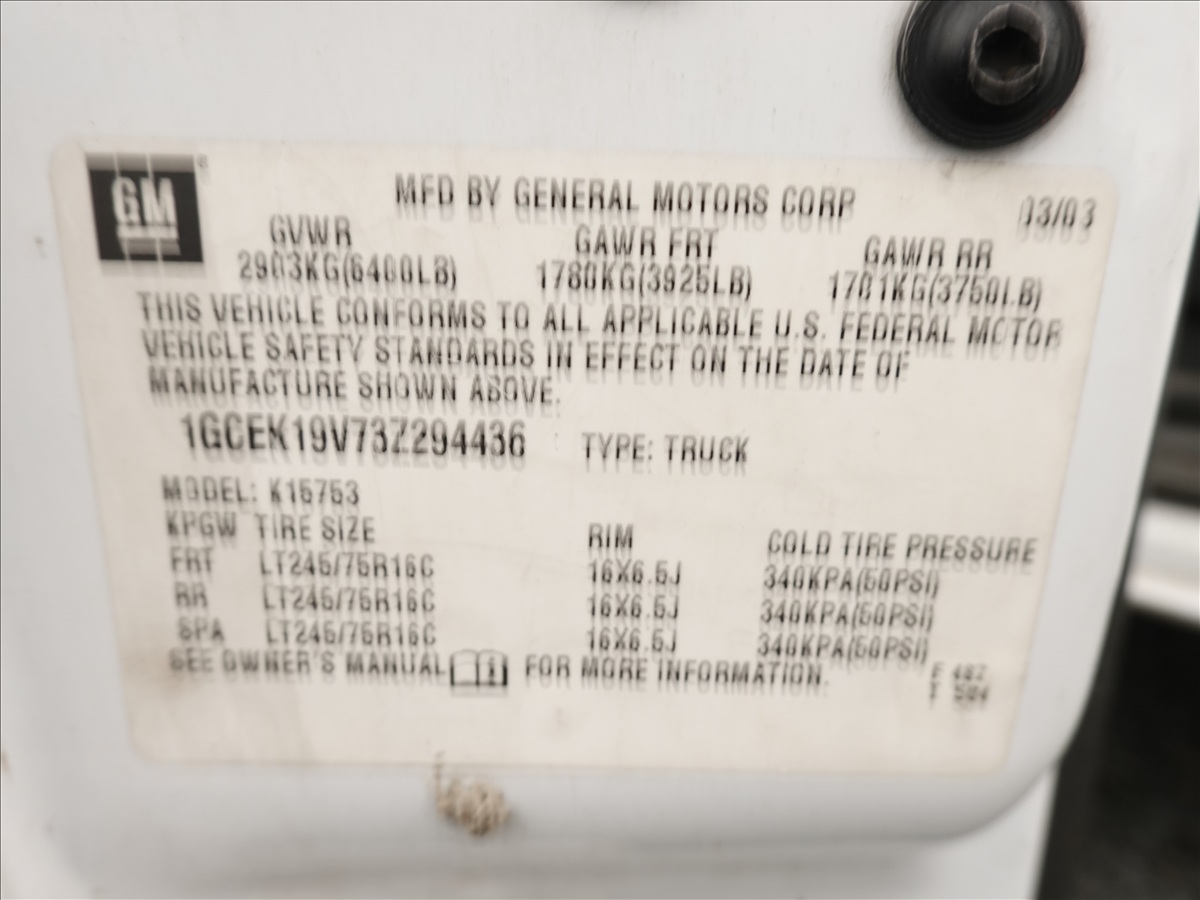 GM
MFD BY GENERAL MOTORS CORP 03/03
GVWR GAWR FRT GAWR RR
2903KG(6400LB) 1780KG(3925LB) 1701KG(3750LB)
THIS VEHICLE CONFORMS TO ALL APPLICABLE U.S. FEDERAL MOTOR
VEHICLE SAFETY STANDARDS IN EFFECT ON THE DATE OF
MANUFACTURE SHOWN ABOVE.
1GCEK19V73Z294436 TYPE: TRUCK
MODEL: K15753
KPGW TIRE SIZE RIM COLD TIRE PRESSURE
FRT LT245/75R16C 16X6.5J 340KPA(50PSI)
RR LT245/75R16C 16X6.5J 340KPA(50PSI)
SPA LT245/75R16C 16X6.5J 340KPA(50PSI)
SEE OWNER'S MANUAL FOR MORE INFORMATION.